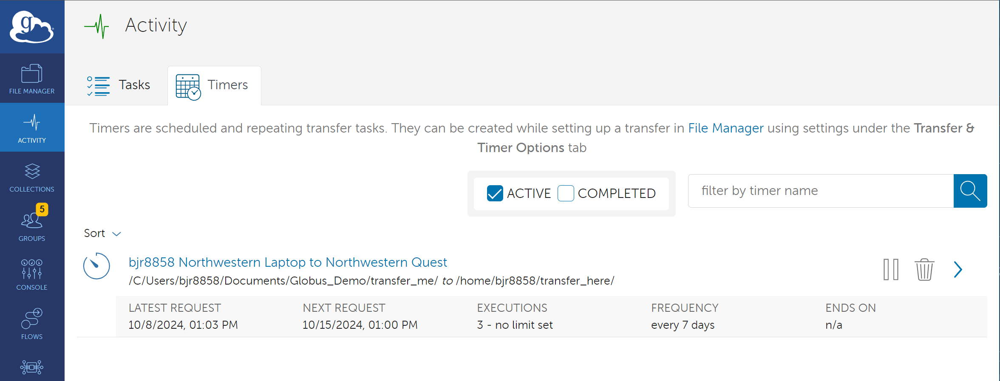 g
Activity
FILE MANAGER
Tasks
Timers
ACTIVITY
Timers are scheduled and repeating transfer tasks. They can be created while setting up a transfer in File Manager using settings under the Transfer &
Timer Options tab
COLLECTIONS
ACTIVE
COMPLETED
filter by timer name
5
GROUPS
Sort
CONSOLE
bjr8858 Northwestern Laptop to Northwestern Quest
/C/Users/bjr8858/Documents/Globus_Demo/transfer_me/ to /home/bjr8858/transfer_here/
FLOWS
LATEST REQUEST
10/8/2024, 01:03 PM
NEXT REQUEST
10/15/2024, 01:00 PM
EXECUTIONS
3 - no limit set
FREQUENCY
every 7 days
ENDS ON
n/a